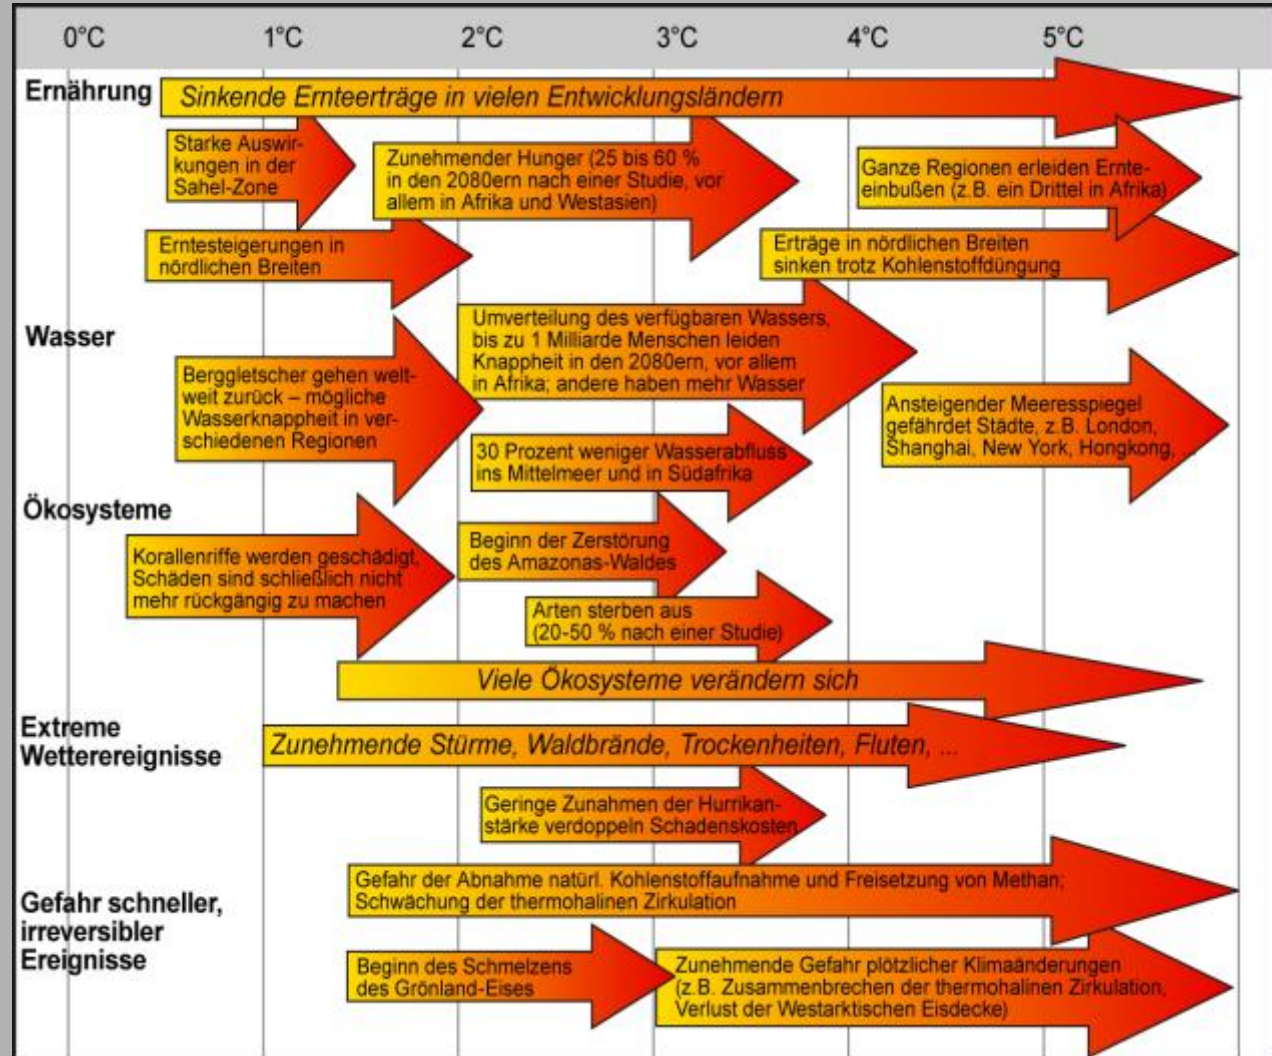 0°C 1°C 2°C 3°C 4°C 5°C
Ernährung
Sinkende Ernteerträge in vielen Entwicklungsländern
Starke Auswir-
kungen in der
Sahel-Zone
Zunehmender Hunger (25 bis 60 %
in den 2080ern nach einer Studie, vor
allem in Afrika und Westasien)
Ganze Regionen erleiden Ernte-
einbußen (z.B. ein Drittel in Afrika)
Erntesteigerungen in
nördlichen Breiten
Erträge in nördlichen Breiten
sinken trotz Kohlenstoffdüngung
Wasser
Umverteilung des verfügbaren Wassers,
bis zu 1 Milliarde Menschen leiden
Knappheit in den 2080ern, vor allem
in Afrika; andere haben mehr Wasser
Berggletscher gehen welt-
weit zurück – mögliche
Wasserknappheit in ver-
schiedenen Regionen
Ansteigender Meeresspiegel
gefährdet Städte, z.B. London,
Shanghai, New York, Hongkong, ...
30 Prozent weniger Wasserabfluss
ins Mittelmeer und in Südafrika
Ökosysteme
Korallenriffe werden geschädigt,
Schäden sind schließlich nicht
mehr rückgängig zu machen
Beginn der Zerstörung
des Amazonas-Waldes
Arten sterben aus
(20-50 % nach einer Studie)
Viele Ökosysteme verändern sich
Extreme
Wetterereignisse
Zunehmende Stürme, Waldbrände, Trockenheiten, Fluten, ...
Geringe Zunahmen der Hurrikan-
stärke verdoppeln Schadenskosten
Gefahr schneller,
irreversibler
Ereignisse
Gefahr der Abnahme natürl. Kohlenstoffaufnahme und Freisetzung von Methan;
Schwächung der thermohalinen Zirkulation
Beginn des Schmelzens
des Grönland-Eises
Zunehmende Gefahr plötzlicher Klimaänderungen
(z.B. Zusammenbrechen der thermohalinen Zirkulation,
Verlust der Westarktischen Eisdecke)